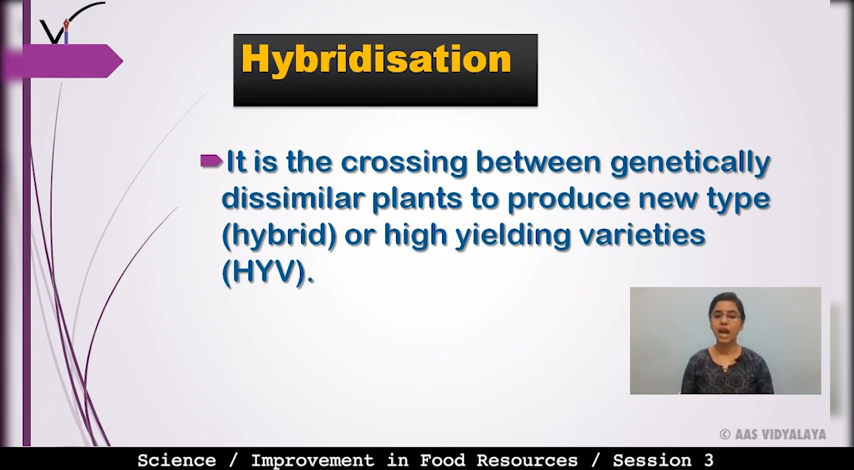 Vi
Hybridisation
It is the crossing between genetically
dissimilar plants to produce new type
(hybrid) or high yielding varieties
(HYV).
© AAS VIDYALAYA
Science / Improvement in Food Resources / Session 3